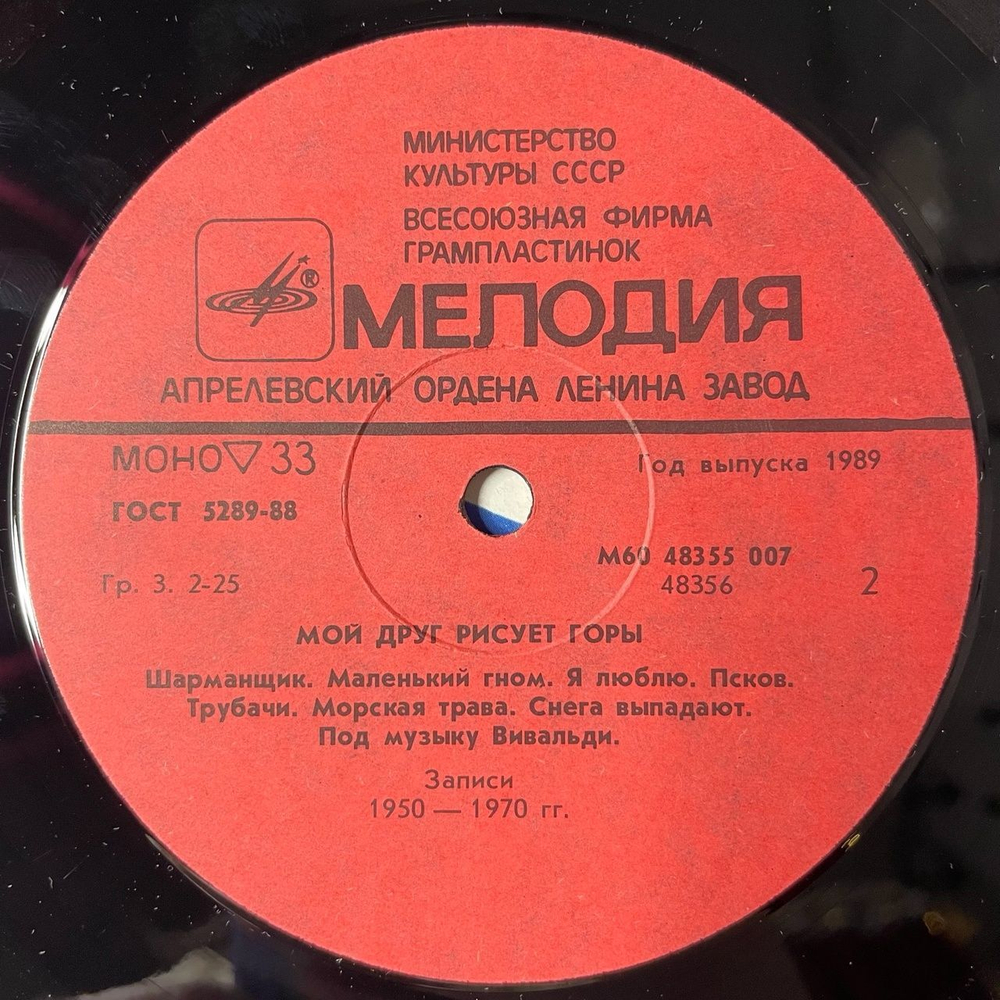 МИНИСТЕРСТВО
КУЛЬТУРЫ СССР
ВСЕСОЮЗНАЯ ФИРМА
ГРАМПЛАСТИНОК
®
МЕЛОДИЯ
АПРЕЛЕВСКИЙ ОРДЕНА ЛЕНИНА ЗАВОД
МОНО▽33
Год выпуска 1989
ГОСТ 5289-88
М60 48355 007
Гр. 3. 2-25
48356
2
МОЙ ДРУГ РИСУЕТ ГОРЫ
Шарманщик. Маленький гном. Я люблю. Псков.
Трубачи. Морская трава. Снега выпадают.
Под музыку Вивальди.
Записи
1950 — 1970 гг.